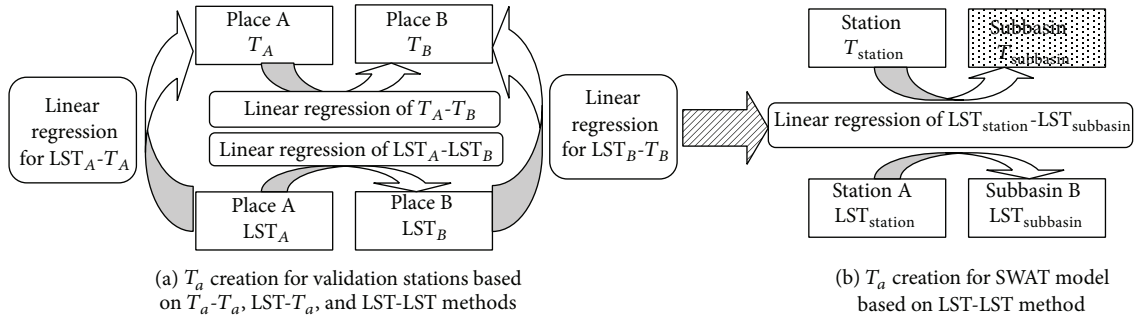 Place A
T_A
Place B
T_B
Linear
regression
for LST_A-T_A
Linear regression of T_A-T_B
Linear regression of LST_A-LST_B
Linear
regression
for LST_B-T_B
Place A
LST_A
Place B
LST_B
(a) T_a creation for validation stations based
on T_a-T_a, LST-T_a, and LST-LST methods
Station
T_station
Subbasin
T_subbasin
Linear regression of LST_station-LST_subbasin
Station A
LST_station
Subbasin B
LST_subbasin
(b) T_a creation for SWAT model
based on LST-LST method